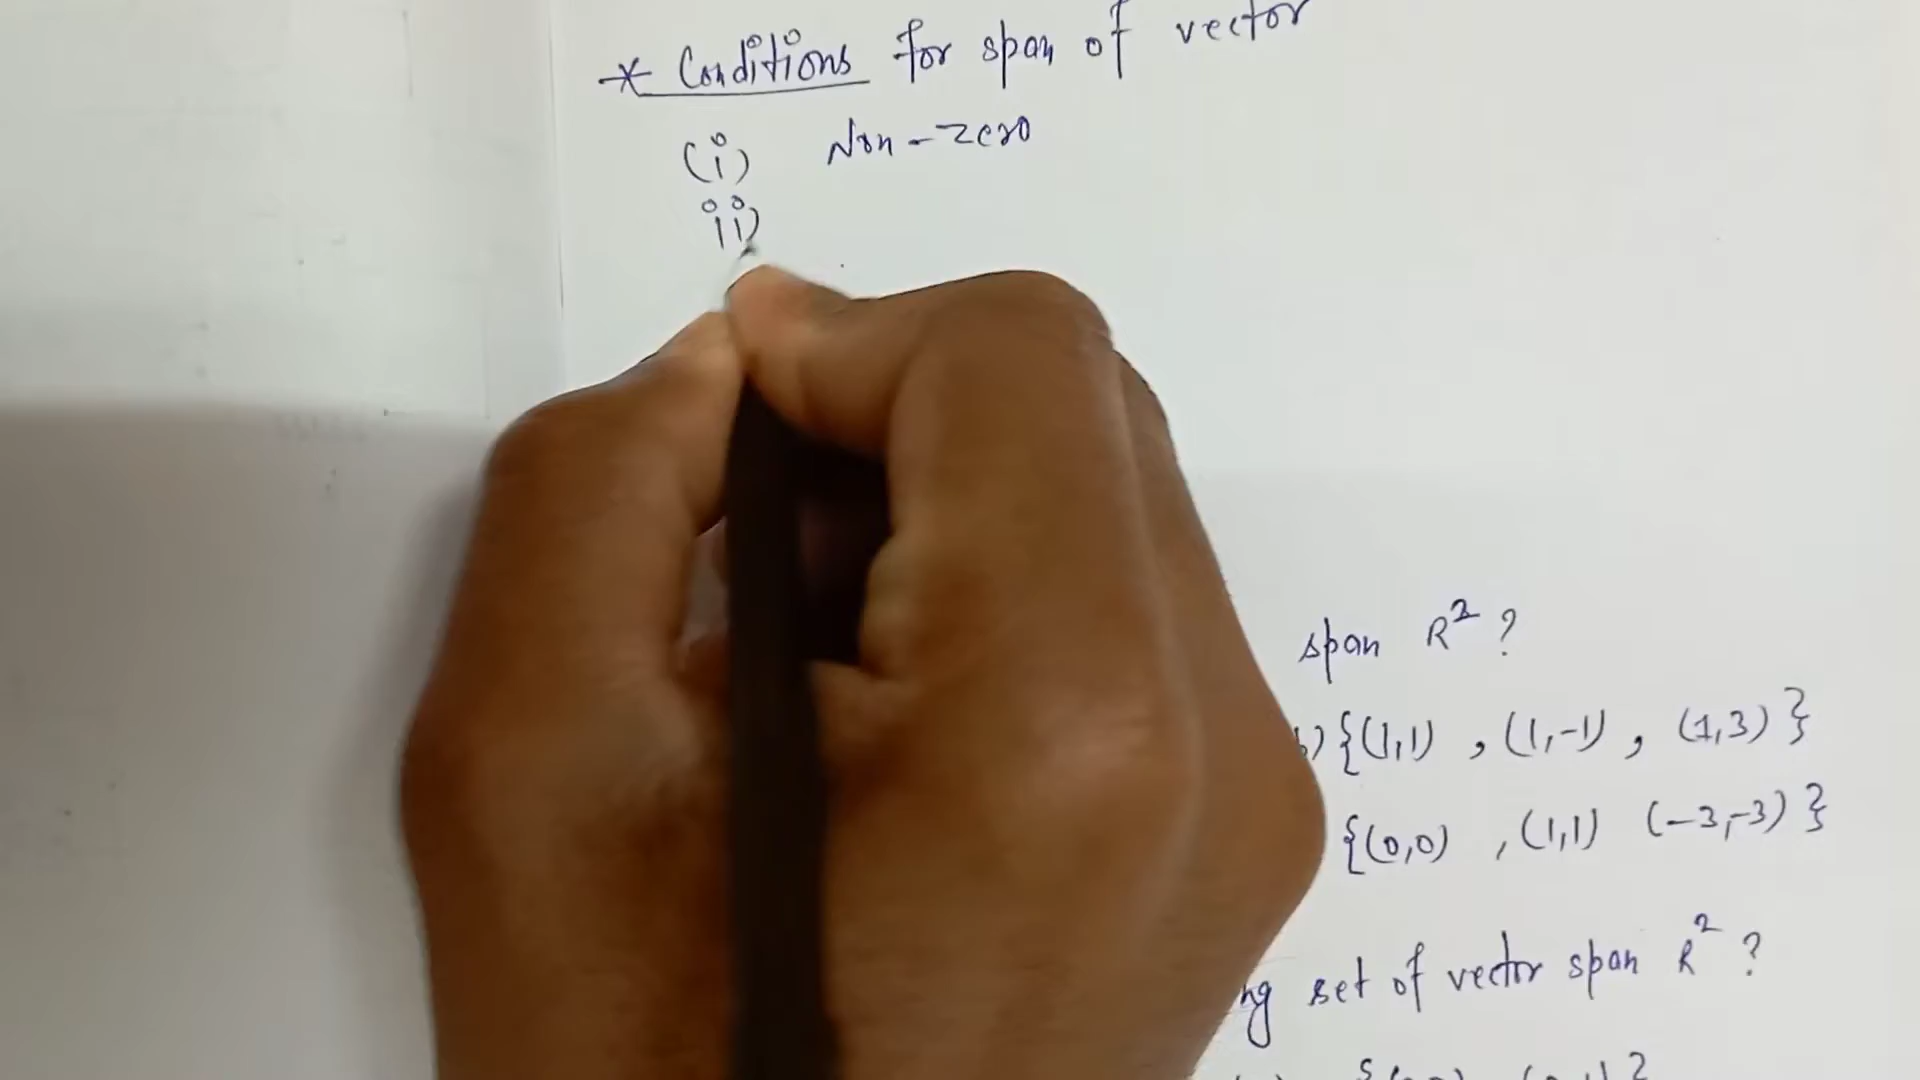 * Conditions for span of vector
(i) Non-zero
ii)
span R² ?
b) {(1,1) , (1,-1) , (1,3)}
{(0,0) , (1,1) (-3,-3)}
set of vector span R² ?